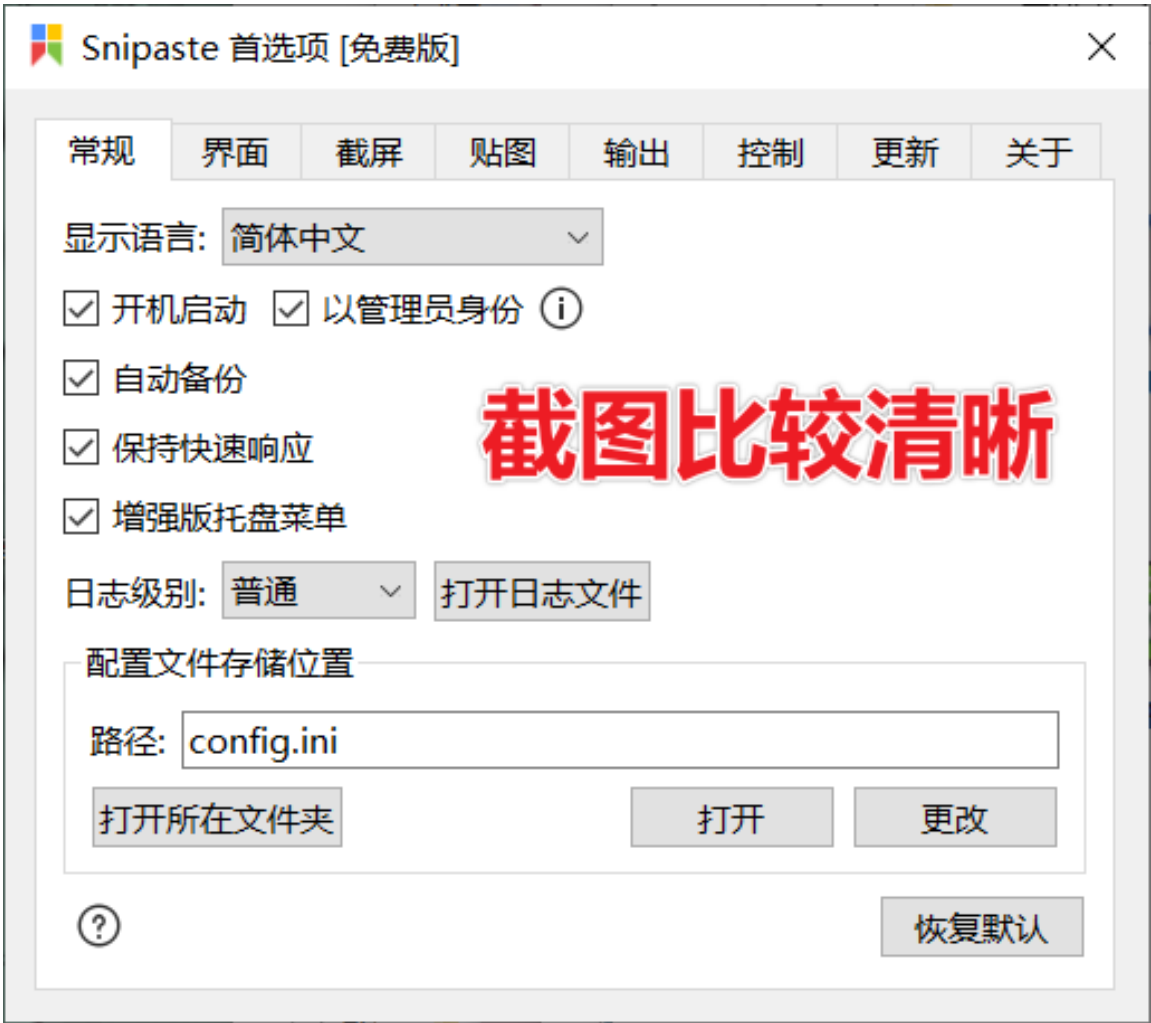 Snipaste 首选项 [免费版]
常规 界面 截屏 贴图 输出 控制 更新 关于
显示语言: 简体中文
开机启动 以管理员身份
自动备份
截图比较清晰
保持快速响应
增强版托盘菜单
日志级别: 普通 打开日志文件
配置文件存储位置
路径: config.ini
打开所在文件夹 打开 更改
恢复默认